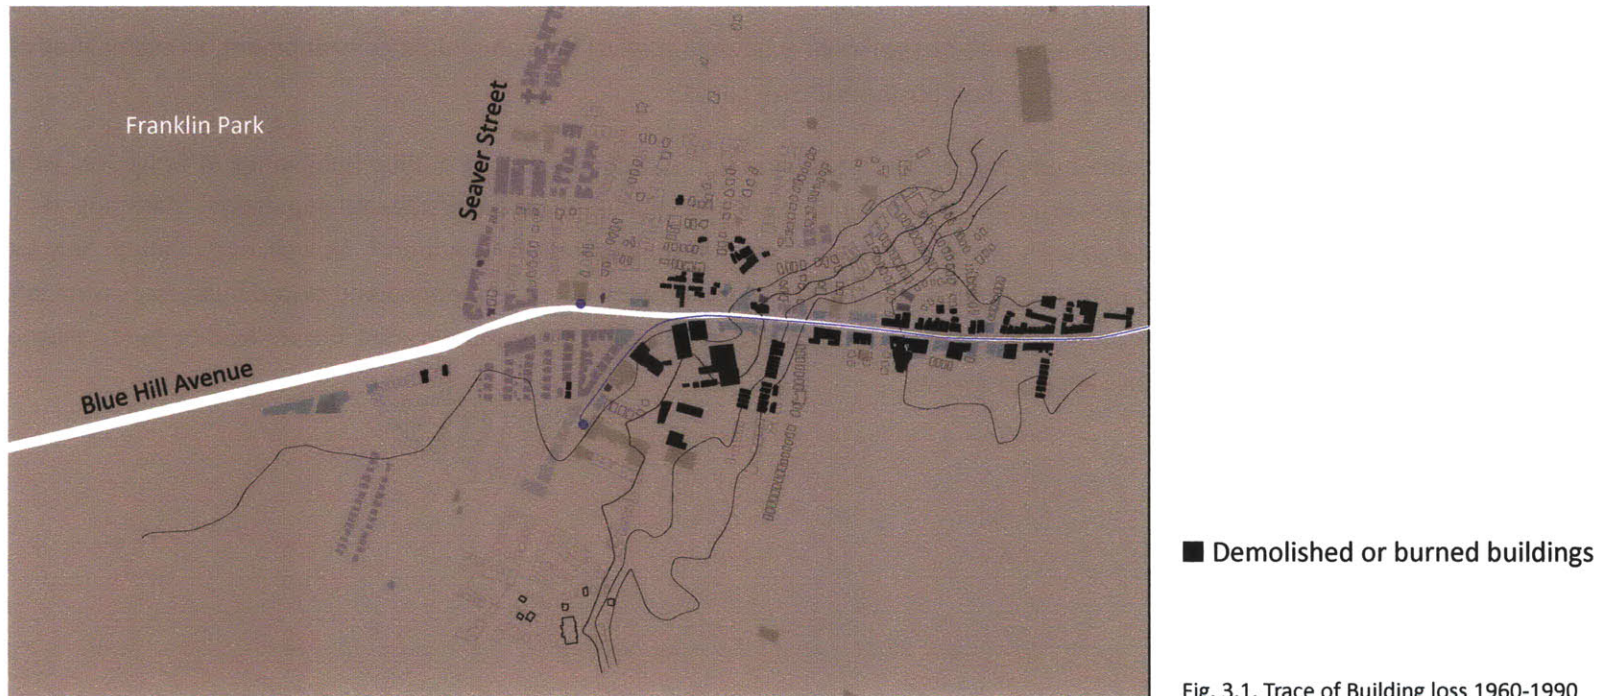 Franklin Park
Seaver Street
Blue Hill Avenue
Demolished or burned buildings
Fig. 3.1. Trace of Building loss 1960-1990